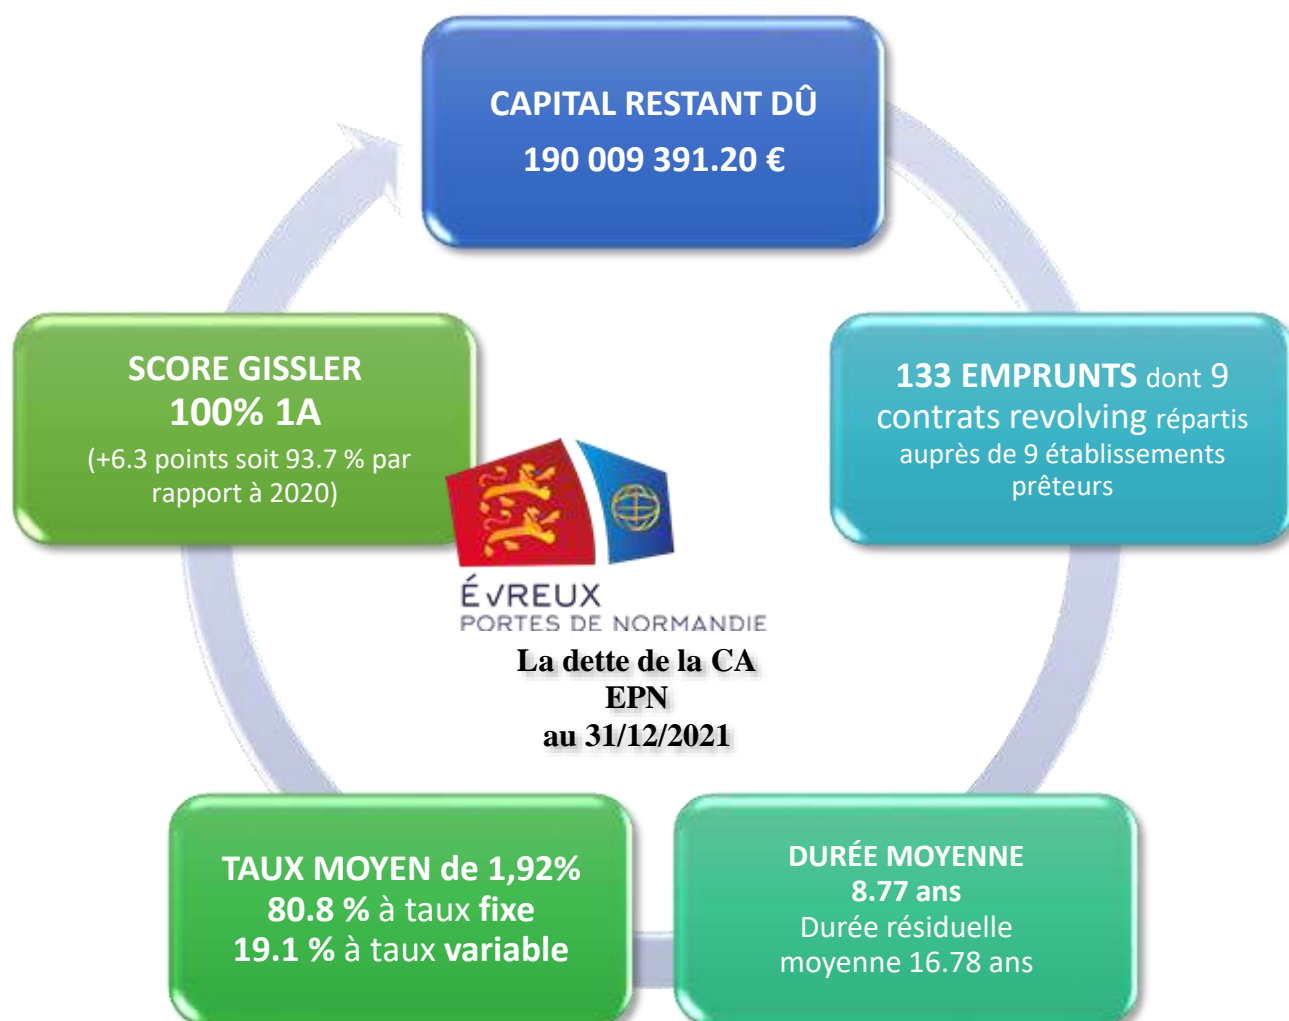 CAPITAL RESTANT DÛ
190 009 391.20 €
133 EMPRUNTS dont 9
contrats revolving répartis
auprès de 9 établissements
prêteurs
DURÉE MOYENNE
8.77 ans
Durée résiduelle
moyenne 16.78 ans
TAUX MOYEN de 1,92%
80.8 % à taux fixe
19.1 % à taux variable
SCORE GISSLER
100% 1A
(+6.3 points soit 93.7 % par
rapport à 2020)
ÉVREUX
PORTES DE NORMANDIE
La dette de la CA
EPN
au 31/12/2021